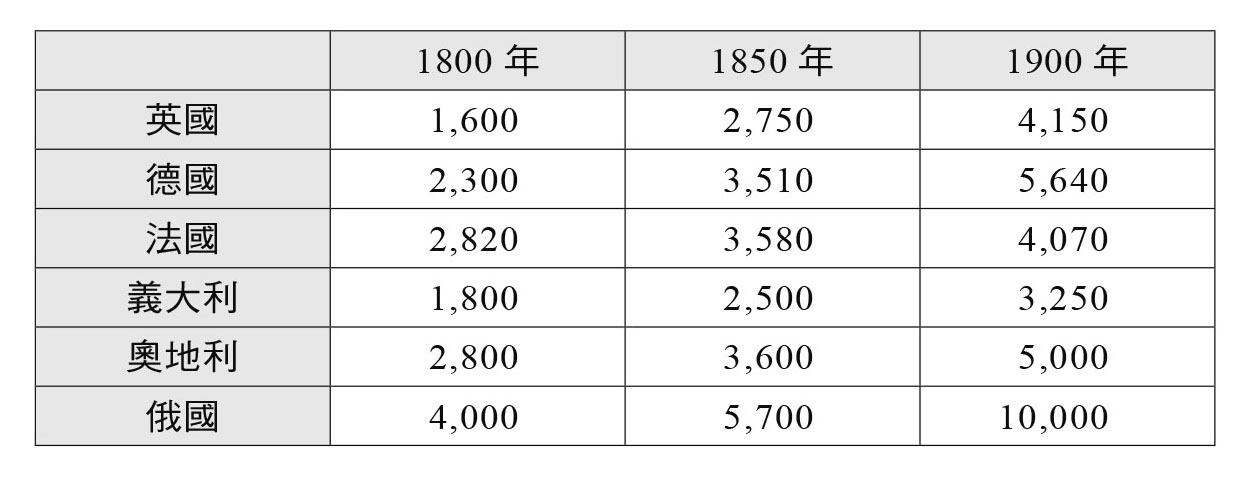 1800 年 1850 年 1900 年
英國 1,600 2,750 4,150
德國 2,300 3,510 5,640
法國 2,820 3,580 4,070
義大利 1,800 2,500 3,250
奧地利 2,800 3,600 5,000
俄國 4,000 5,700 10,000